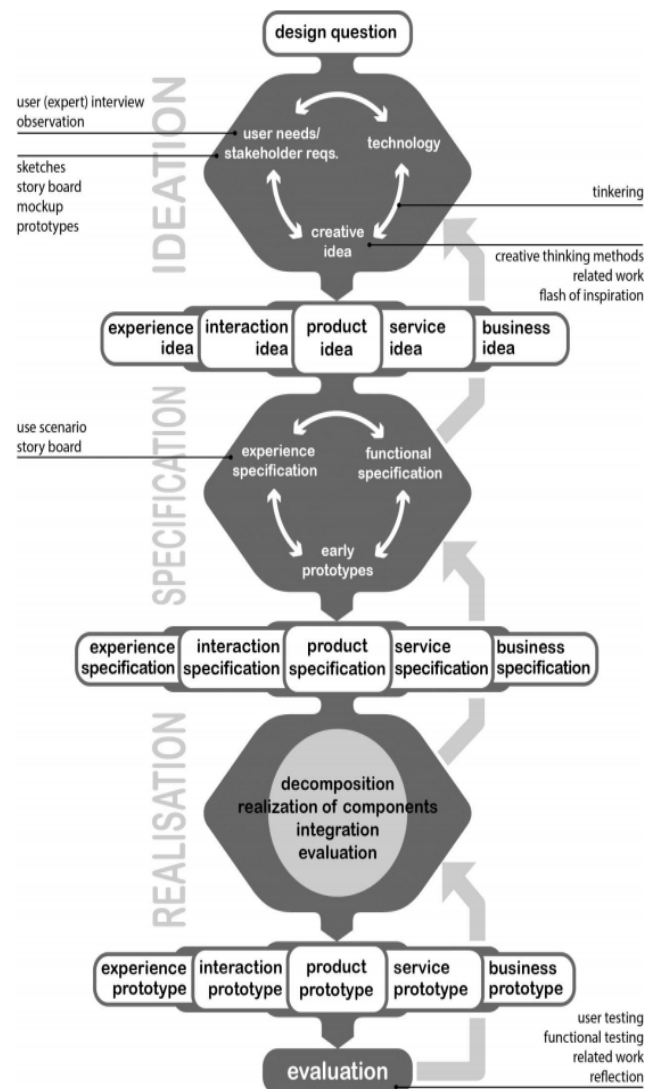 design question
IDEATION
user (expert) interview
observation
sketches
story board
mockup
prototypes
user needs/
stakeholder reqs.
technology
creative
idea
tinkering
creative thinking methods
related work
flash of inspiration
experience
idea
interaction
idea
product
idea
service
idea
business
idea
SPECIFICATION
use scenario
story board
experience
specification
functional
specification
early
prototypes
experience
specification
interaction
specification
product
specification
service
specification
business
specification
REALISATION
decomposition
realization of components
integration
evaluation
experience
prototype
interaction
prototype
product
prototype
service
prototype
business
prototype
evaluation
user testing
functional testing
related work
reflection